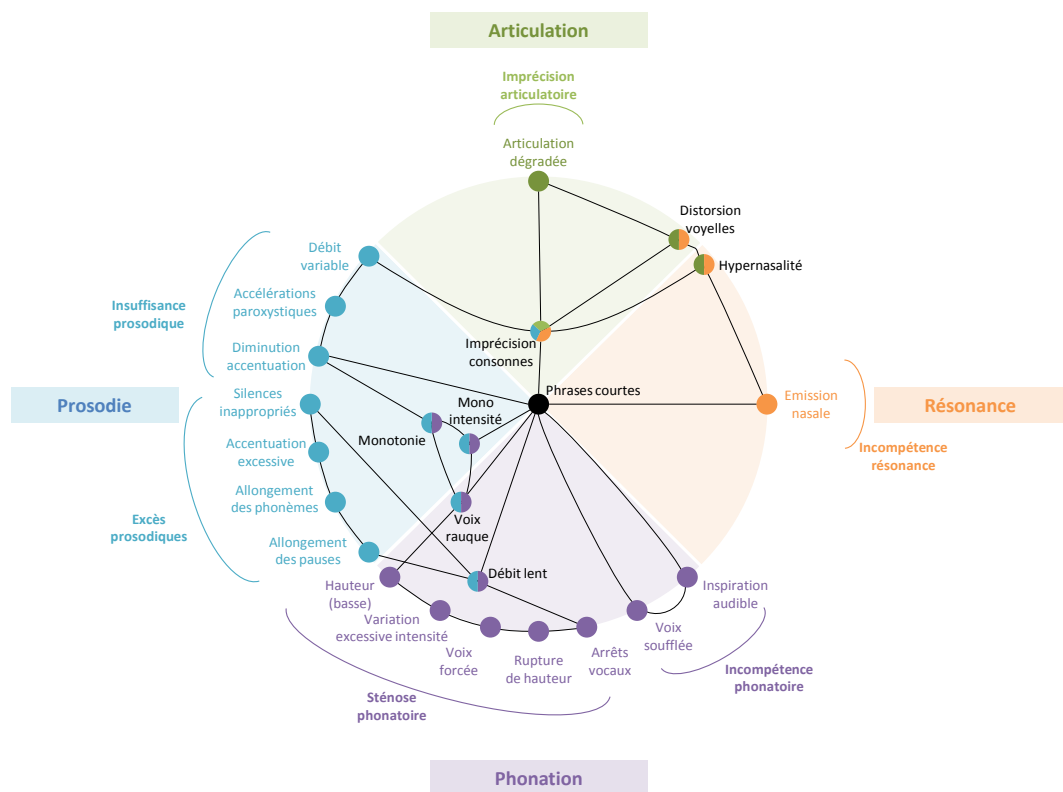 Articulation
Imprécision
articulatoire
Articulation
dégradée
Distorsion
voyelles
Hypernasalité
Débit
variable
Accélérations
paroxystiques
Insuffisance
prosodique
Diminution
accentuation
Imprécision
consonnes
Prosodie
Silences
inappropriés
Mono
intensité
Phrases courtes
Emission
nasale
Résonance
Monotonie
Accentuation
excessive
Incompétence
résonance
Allongement
des phonèmes
Excès
prosodiques
Voix
rauque
Allongement
des pauses
Débit lent
Hauteur
(basse)
Inspiration
audible
Variation
excessive intensité
Voix
forcée
Rupture
de hauteur
Arrêts
vocaux
Voix
soufflée
Incompétence
phonatoire
Sténose
phonatoire
Phonation